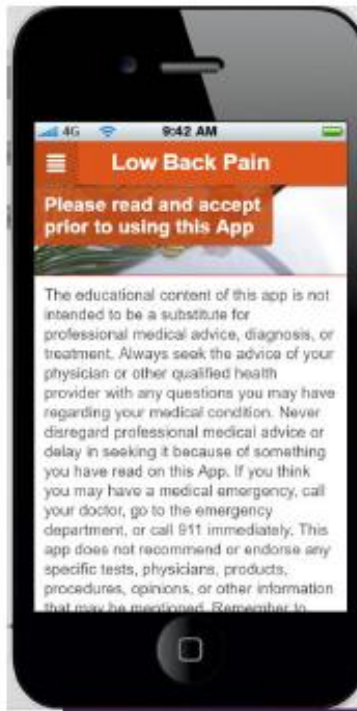 4G 9:42 AM
Low Back Pain
Please read and accept
prior to using this App
The educational content of this app is not
intended to be a substitute for
professional medical advice, diagnosis, or
treatment. Always seek the advice of your
physician or other qualified health
provider with any questions you may have
regarding your medical condition. Never
disregard professional medical advice or
delay in seeking it because of something
you have read on this App. If you think
you may have a medical emergency, call
your doctor, go to the emergency
department, or call 911 immediately. This
app does not recommend or endorse any
specific tests, physicians, products,
procedures, opinions, or other information
that may be mentioned. Remember to